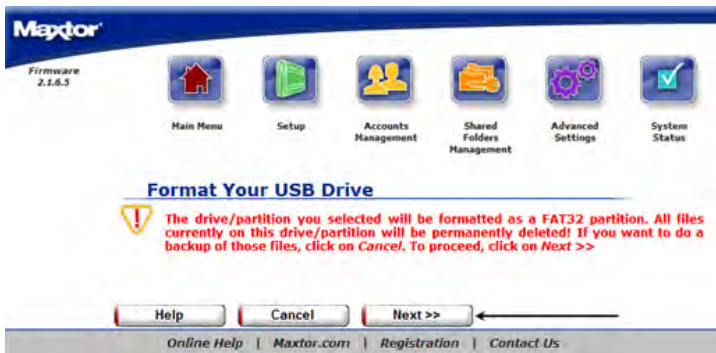 Maxtor
Firmware
2.1.6.5
Main Menu
Setup
Accounts
Management
Shared
Folders
Management
Advanced
Settings
System
Status
Format Your USB Drive
The drive/partition you selected will be formatted as a FAT32 partition. All files
currently on this drive/partition will be permanently deleted! If you want to do a
backup of those files, click on Cancel. To proceed, click on Next >>
Help
Cancel
Next >>
Online Help | Maxtor.com | Registration | Contact Us